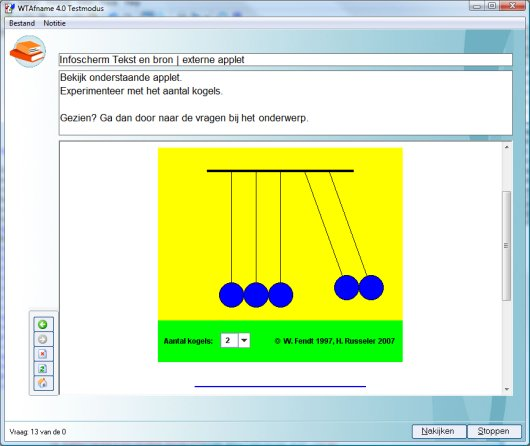 WTAfname 4.0 Testmodus
Bestand Notitie
Infoscherm Tekst en bron | externe applet
Bekijk onderstaande applet.
Experimenteer met het aantal kogels.
Gezien? Ga dan door naar de vragen bij het onderwerp.
Aantal kogels: 2 © W. Fendt 1997, H. Russeler 2007
Vraag: 13 van de 0 Nakijken Stoppen